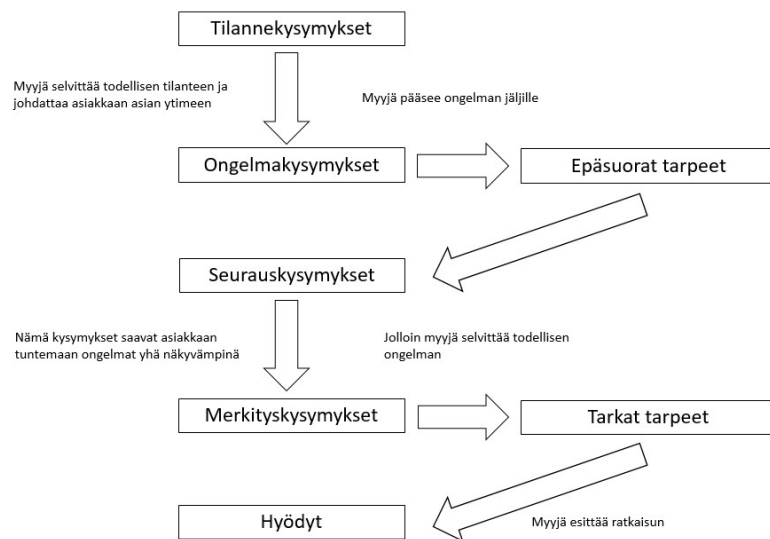 Tilannekysymykset
Myyjä selvittää todellisen tilanteen ja
johdattaa asiakkaan asian ytimeen
Myyjä pääsee ongelman jäljille
Ongelmakysymykset
Epäsuorat tarpeet
Seurauskysymykset
Nämä kysymykset saavat asiakkaan
tuntemaan ongelmat yhä näkyvämpinä
Jolloin myyjä selvittää todellisen
ongelman
Merkityskysymykset
Tarkat tarpeet
Hyödyt
Myyjä esittää ratkaisun